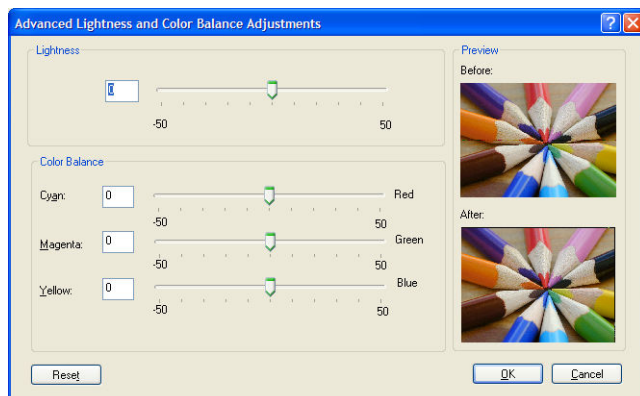 Advanced Lightness and Color Balance Adjustments
Lightness
0
-50 50
Color Balance
Cyan: 0 Red
-50 50
Magenta: 0 Green
-50 50
Yellow: 0 Blue
-50 50
Reset
Preview
Before:
After:
OK Cancel